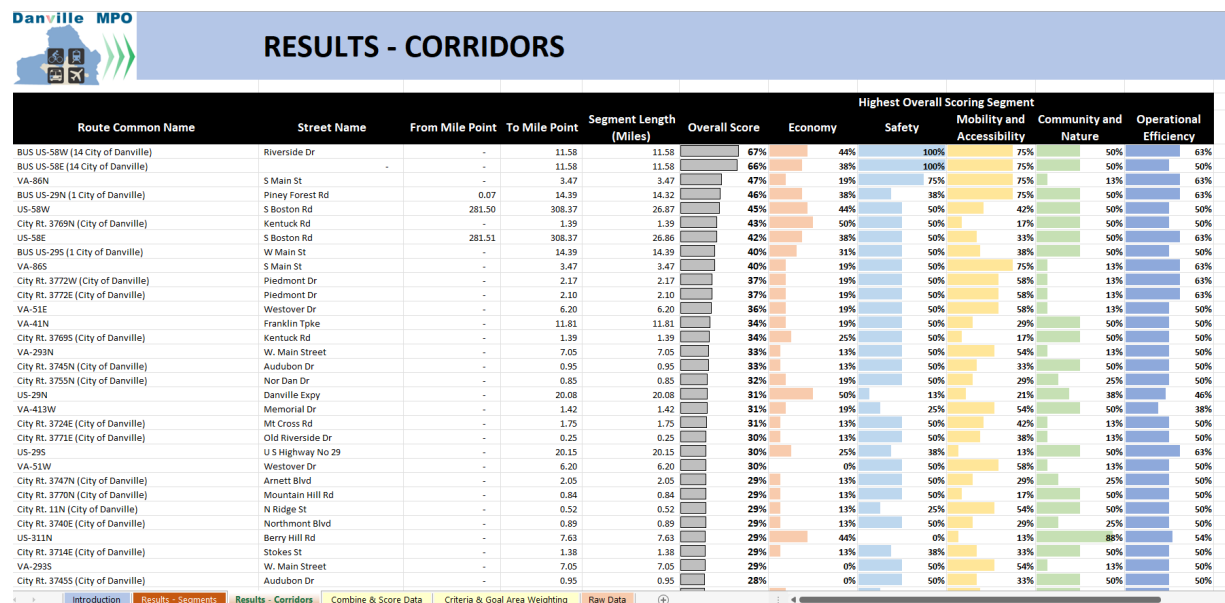 Danville MPO
RESULTS - CORRIDORS
Highest Overall Scoring Segment
Route Common Name Street Name From Mile Point To Mile Point Segment Length (Miles) Overall Score Economy Safety Mobility and Accessibility Community and Nature Operational Efficiency
BUS US-58W (14 City of Danville) Riverside Dr - 11.58 11.58 67% 44% 100% 75% 50% 63%
BUS US-58E (14 City of Danville) - - 11.58 11.58 66% 38% 100% 75% 50% 50%
VA-86N S Main St - 3.47 3.47 47% 19% 75% 75% 13% 63%
BUS US-29N (1 City of Danville) Piney Forest Rd 0.07 14.39 14.32 46% 38% 38% 75% 50% 63%
US-58W S Boston Rd 281.50 308.37 26.87 45% 44% 50% 42% 50% 50%
City Rt. 3769N (City of Danville) Kentuck Rd - 1.39 1.39 43% 50% 50% 17% 50% 50%
US-58E S Boston Rd 281.51 308.37 26.86 42% 38% 50% 33% 50% 63%
BUS US-29S (1 City of Danville) W Main St - 14.39 14.39 40% 31% 50% 38% 50% 50%
VA-86S S Main St - 3.47 3.47 40% 19% 50% 75% 13% 63%
City Rt. 3772W (City of Danville) Piedmont Dr - 2.17 2.17 37% 19% 50% 58% 13% 63%
City Rt. 3772E (City of Danville) Piedmont Dr - 2.10 2.10 37% 19% 50% 58% 13% 63%
VA-51E Westover Dr - 6.20 6.20 36% 19% 50% 58% 13% 50%
VA-41N Franklin Tpke - 11.81 11.81 34% 19% 50% 29% 50% 50%
City Rt. 3769S (City of Danville) Kentuck Rd - 1.39 1.39 34% 25% 50% 17% 50% 50%
VA-293N W. Main Street - 7.05 7.05 33% 13% 50% 54% 13% 50%
City Rt. 3745N (City of Danville) Audubon Dr - 0.95 0.95 33% 13% 50% 33% 50% 50%
City Rt. 3755N (City of Danville) Nor Dan Dr - 0.85 0.85 32% 19% 50% 29% 25% 50%
US-29N Danville Expy - 20.08 20.08 31% 50% 13% 21% 38% 46%
VA-413W Memorial Dr - 1.42 1.42 31% 19% 25% 54% 50% 38%
City Rt. 3724E (City of Danville) Mt Cross Rd - 1.75 1.75 31% 13% 50% 42% 13% 50%
City Rt. 3771E (City of Danville) Old Riverside Dr - 0.25 0.25 30% 13% 50% 38% 13% 50%
US-29S U S Highway No 29 - 20.15 20.15 30% 25% 38% 13% 50% 63%
VA-51W Westover Dr - 6.20 6.20 30% 0% 50% 58% 13% 50%
City Rt. 3747N (City of Danville) Arnett Blvd - 2.05 2.05 29% 13% 50% 29% 25% 50%
City Rt. 3770N (City of Danville) Mountain Hill Rd - 0.84 0.84 29% 13% 50% 17% 50% 50%
City Rt. 11N (City of Danville) N Ridge St - 0.52 0.52 29% 13% 25% 54% 50% 50%
City Rt. 3740E (City of Danville) Northmont Blvd - 0.89 0.89 29% 13% 50% 29% 25% 50%
US-311N Berry Hill Rd - 7.63 7.63 29% 44% 0% 13% 88% 54%
City Rt. 3714E (City of Danville) Stokes St - 1.38 1.38 29% 13% 38% 33% 50% 50%
VA-293S W. Main Street - 7.05 7.05 29% 0% 50% 54% 13% 50%
City Rt. 3745S (City of Danville) Audubon Dr - 0.95 0.95 28% 0% 50% 33% 50% 50%
Introduction Results - Segments Results - Corridors Combine & Score Data Criteria & Goal Area Weighting Raw Data